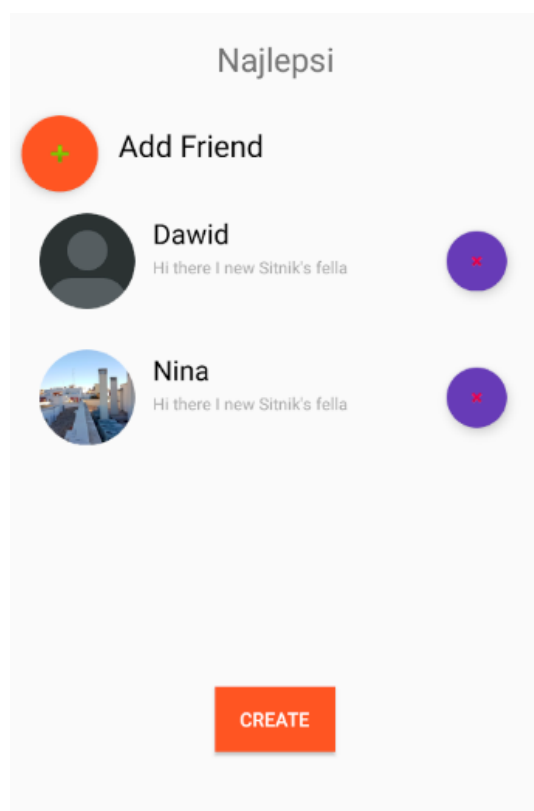 Najlepsi
Add Friend
Dawid
Hi there I new Sitnik's fella
Nina
Hi there I new Sitnik's fella
CREATE